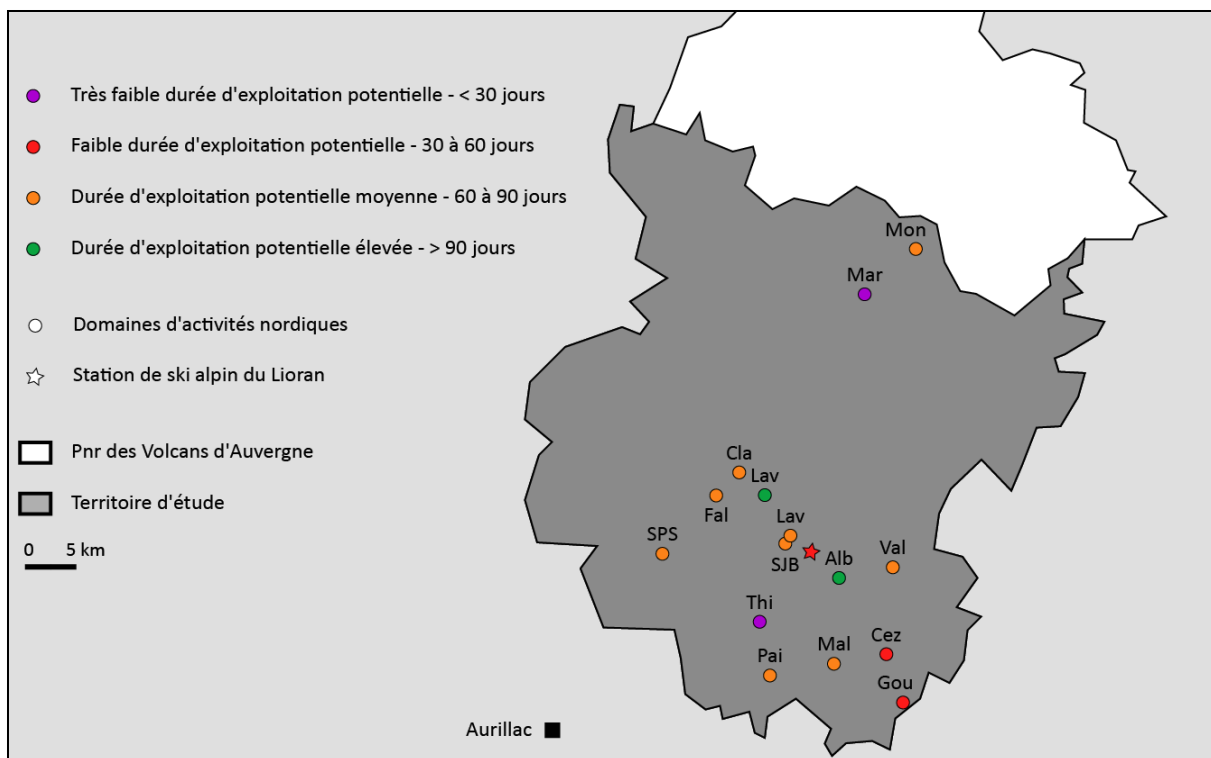 Très faible durée d'exploitation potentielle - < 30 jours
Faible durée d'exploitation potentielle - 30 à 60 jours
Durée d'exploitation potentielle moyenne - 60 à 90 jours
Durée d'exploitation potentielle élevée - > 90 jours
Domaines d'activités nordiques
Station de ski alpin du Lioran
Pnr des Volcans d'Auvergne
Territoire d'étude
0 5 km
Mon
Mar
Cla
Lav
Fal
Lav
SPS
SJB
Alb
Val
Thi
Pai
Mal
Cez
Gou
Aurillac